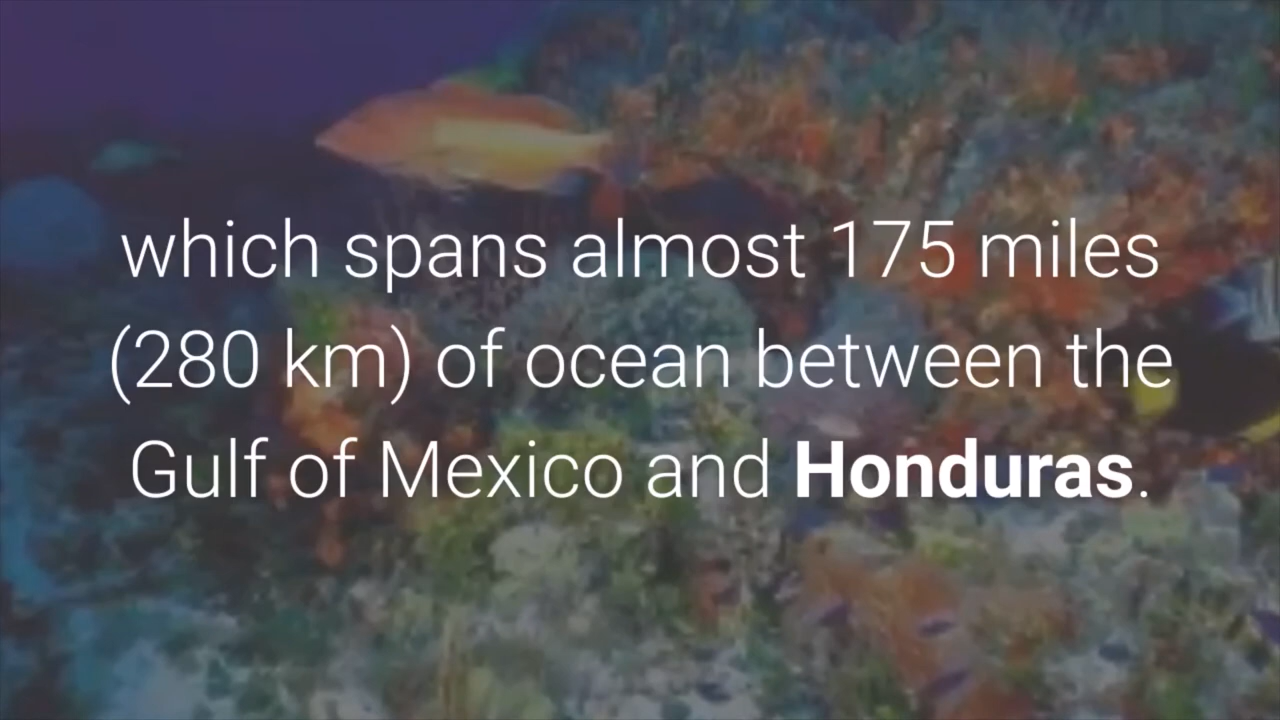 which spans almost 175 miles
(280 km) of ocean between the
Gulf of Mexico and Honduras.